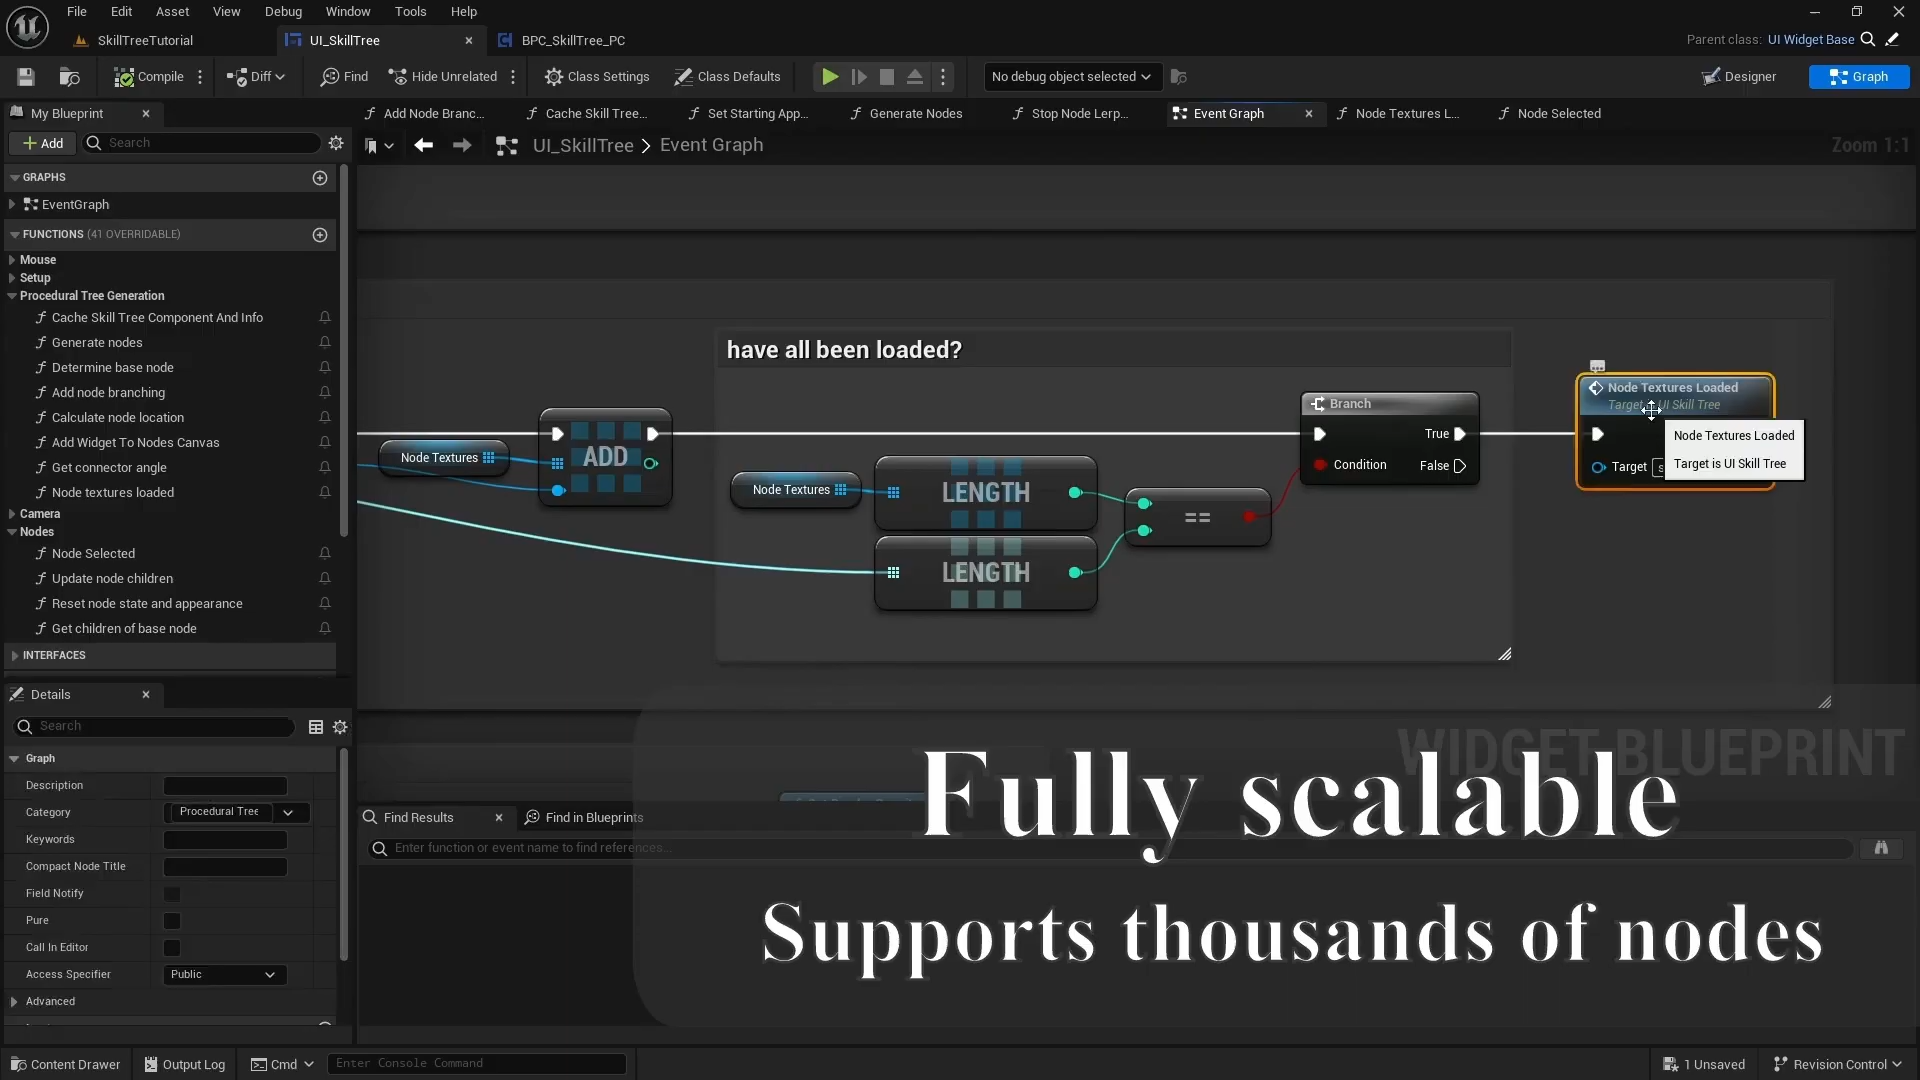 File Edit Asset View Debug Window Tools Help
SkillTreeTutorial UI_SkillTree BPC_SkillTree_PC
Parent class: UI Widget Base
Compile Diff Find Hide Unrelated Class Settings Class Defaults No debug object selected Designer Graph
My Blueprint
Add Node Branc... Cache Skill Tree... Set Starting App... Generate Nodes Stop Node Lerp... Event Graph Node Textures L... Node Selected
Add Search
UI_SkillTree > Event Graph Zoom 1:1
GRAPHS
EventGraph
FUNCTIONS (41 OVERRIDABLE)
Mouse
Setup
Procedural Tree Generation
Cache Skill Tree Component And Info
Generate nodes
Determine base node
Add node branching
Calculate node location
Add Widget To Nodes Canvas
Get connector angle
Node textures loaded
Camera
Nodes
Node Selected
Update node children
Reset node state and appearance
Get children of base node
INTERFACES
have all been loaded?
Node Textures
ADD
Node Textures
LENGTH
LENGTH
==
Branch
True
Condition False
Node Textures Loaded
Target is UI Skill Tree
Target
Node Textures Loaded
Target is UI Skill Tree
Details
Search
Graph
Description
Category Procedural Tree
Keywords
Compact Node Title
Field Notify
Pure
Call In Editor
Access Specifier Public
Advanced
WIDGET BLUEPRINT
Find Results Find in Blueprints
Enter function or event name to find references...
Fully scalable
Supports thousands of nodes
Content Drawer Output Log Cmd Enter Console Command 1 Unsaved Revision Control